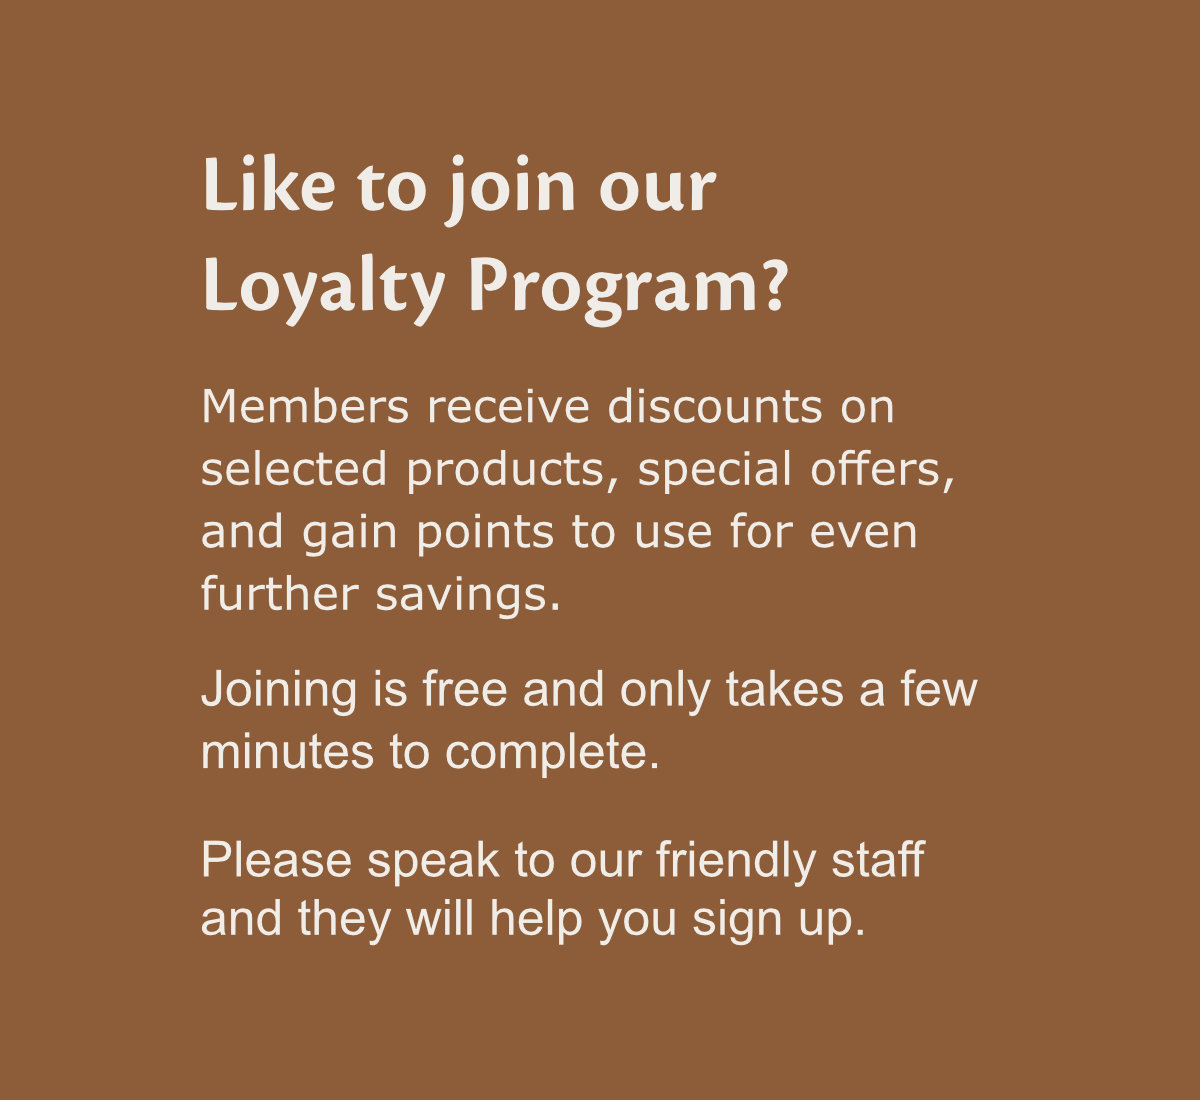 Like to join our
Loyalty Program?
Members receive discounts on
selected products, special offers,
and gain points to use for even
further savings.
Joining is free and only takes a few
minutes to complete.
Please speak to our friendly staff
and they will help you sign up.